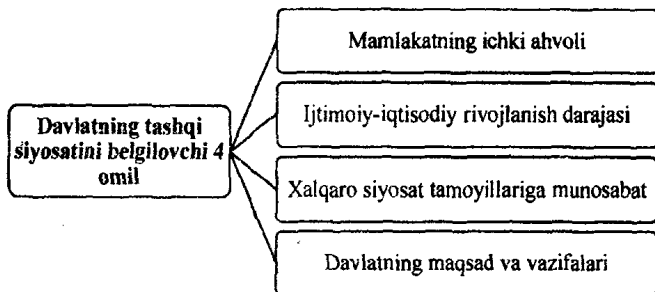 Davlatning tashqi
siyosatini belgilovchi 4
omil
Mamlakatning ichki ahvoli
Ijtimoiy-iqtisodiy rivojlanish darajasi
Xalqaro siyosat tamoyillariga munosabat
Davlatning maqsad va vazifalari